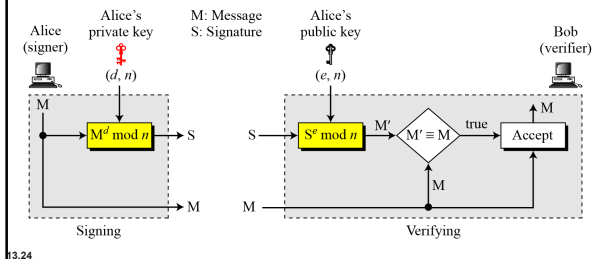 Alice
(signer)
Alice's
private key
(d, n)
M: Message
S: Signature
Alice's
public key
(e, n)
Bob
(verifier)
M
M^d mod n
S
M
Signing
S
S^e mod n
M′
M′ ≡ M
true
Accept
M
M
M
Verifying
13.24